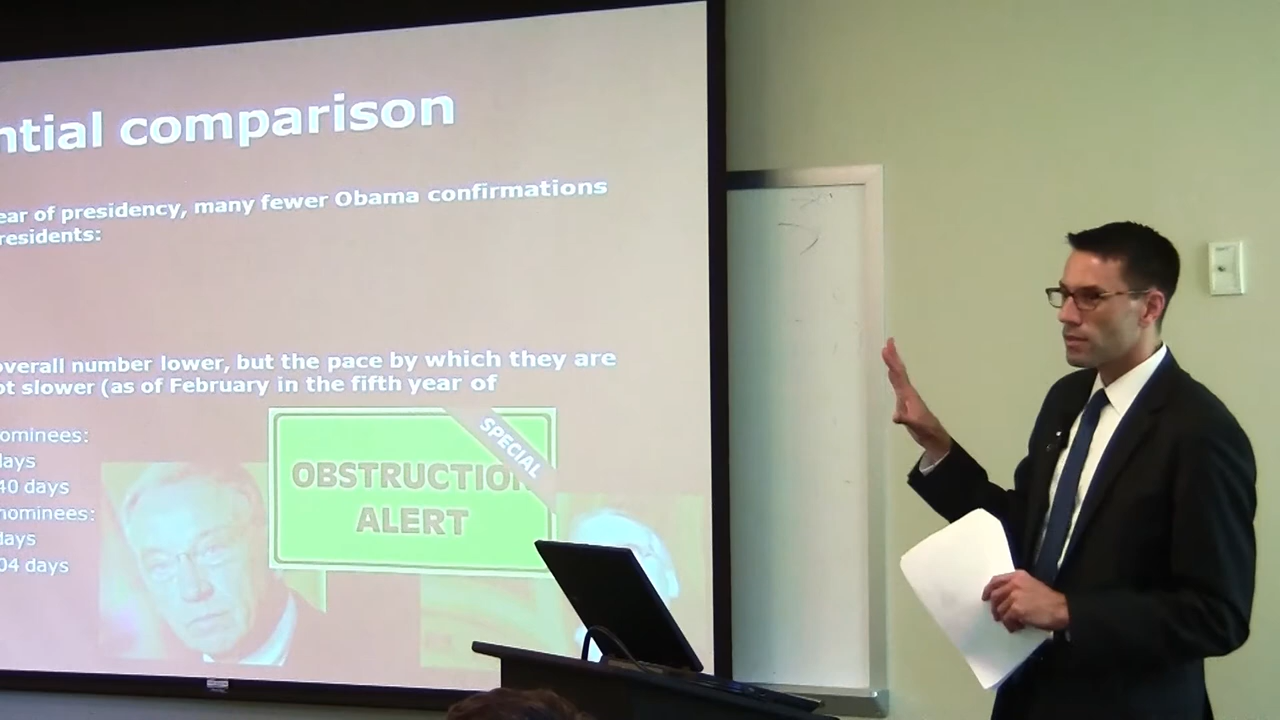 ntial comparison
ear of presidency, many fewer Obama confirmations
residents:
overall number lower, but the pace by which they are
ot slower (as of February in the fifth year of
ominees:
days
40 days
nominees:
days
04 days
SPECIAL
OBSTRUCTION
ALERT